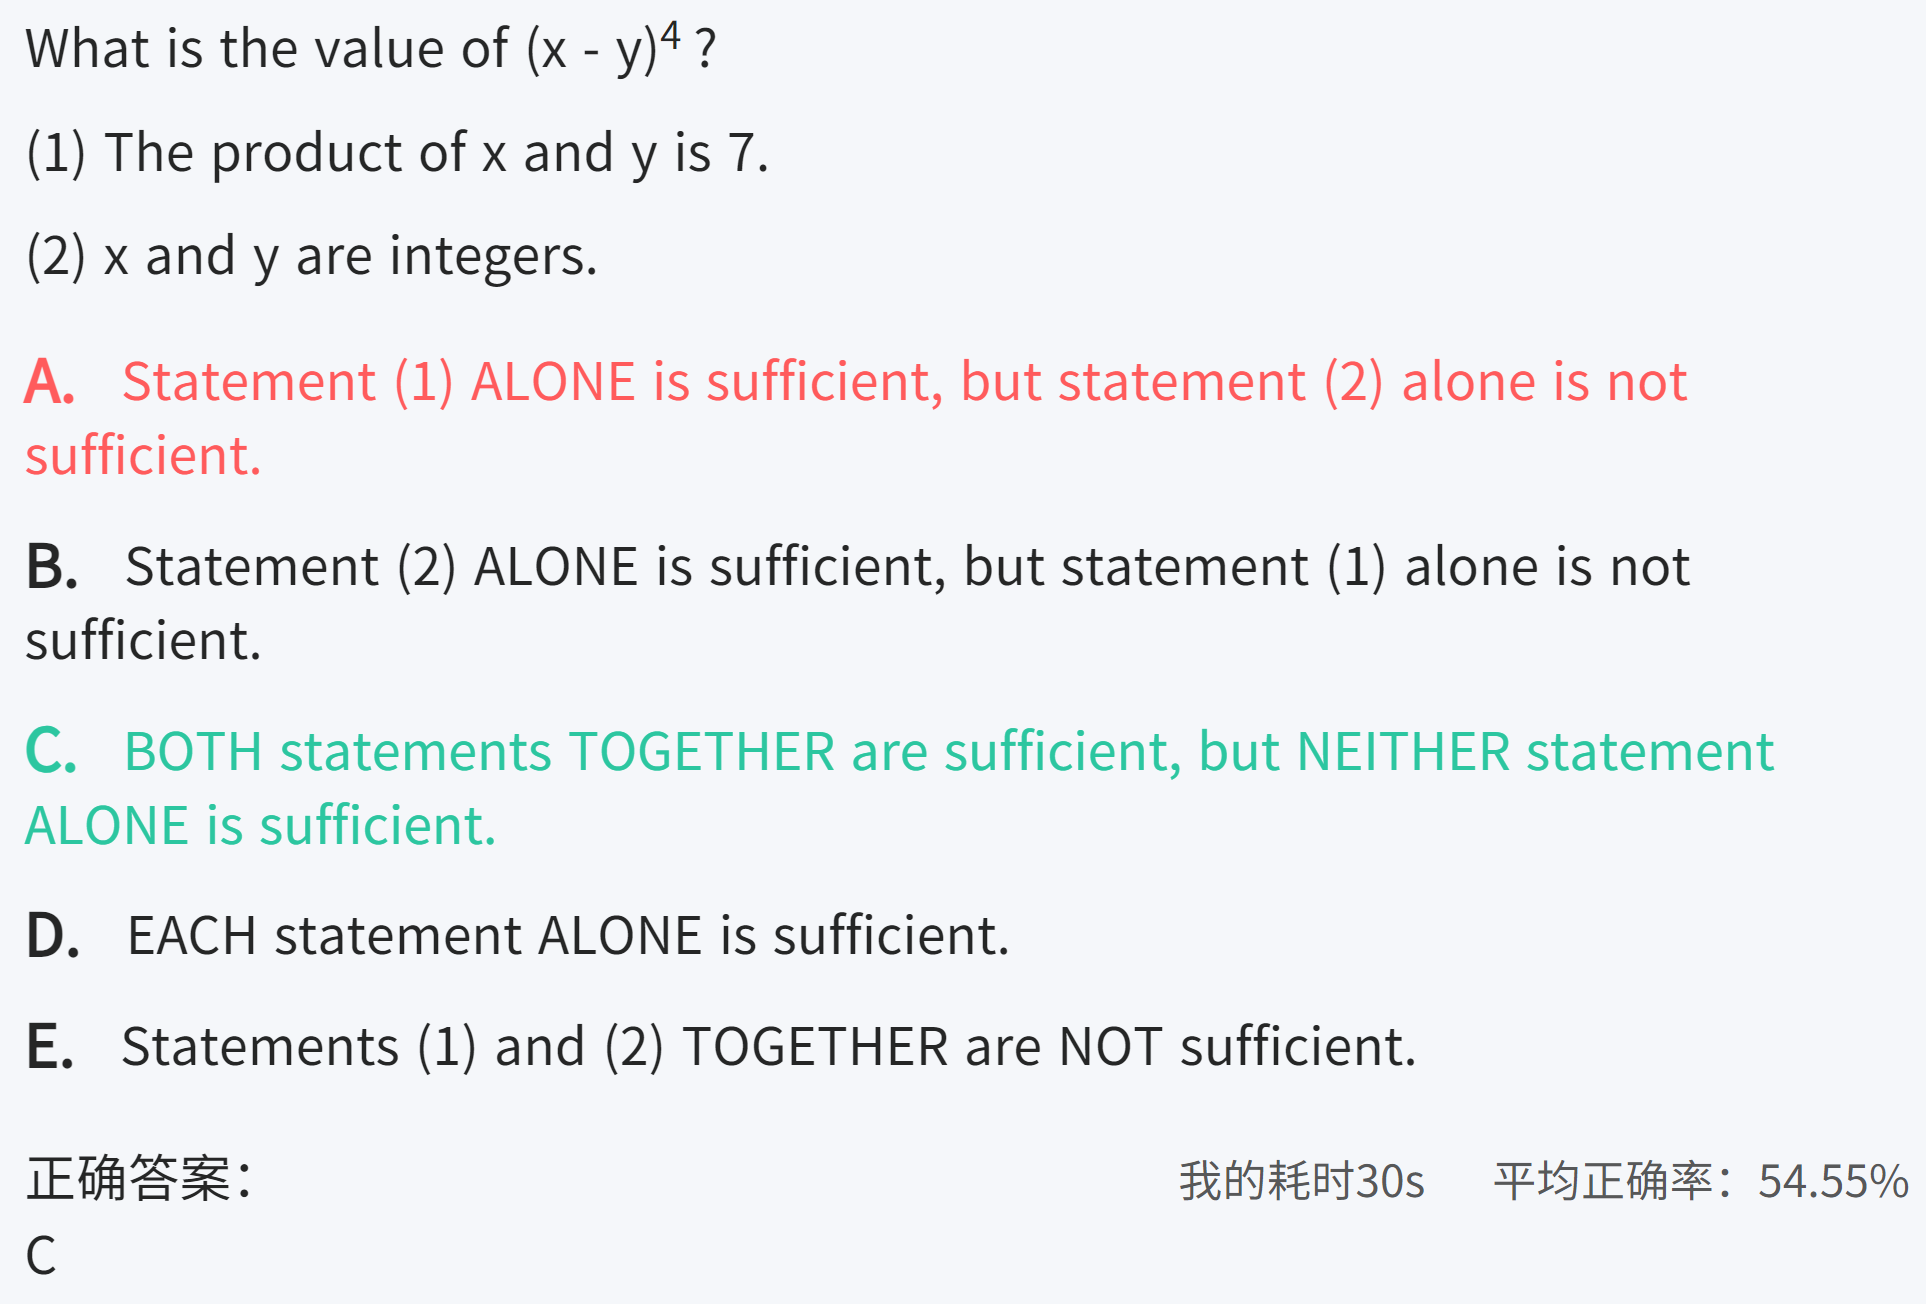 What is the value of (x - y)⁴ ?
(1) The product of x and y is 7.
(2) x and y are integers.
A. Statement (1) ALONE is sufficient, but statement (2) alone is not
sufficient.
B. Statement (2) ALONE is sufficient, but statement (1) alone is not
sufficient.
C. BOTH statements TOGETHER are sufficient, but NEITHER statement
ALONE is sufficient.
D. EACH statement ALONE is sufficient.
E. Statements (1) and (2) TOGETHER are NOT sufficient.
正确答案： 我的耗时30s 平均正确率：54.55%
C